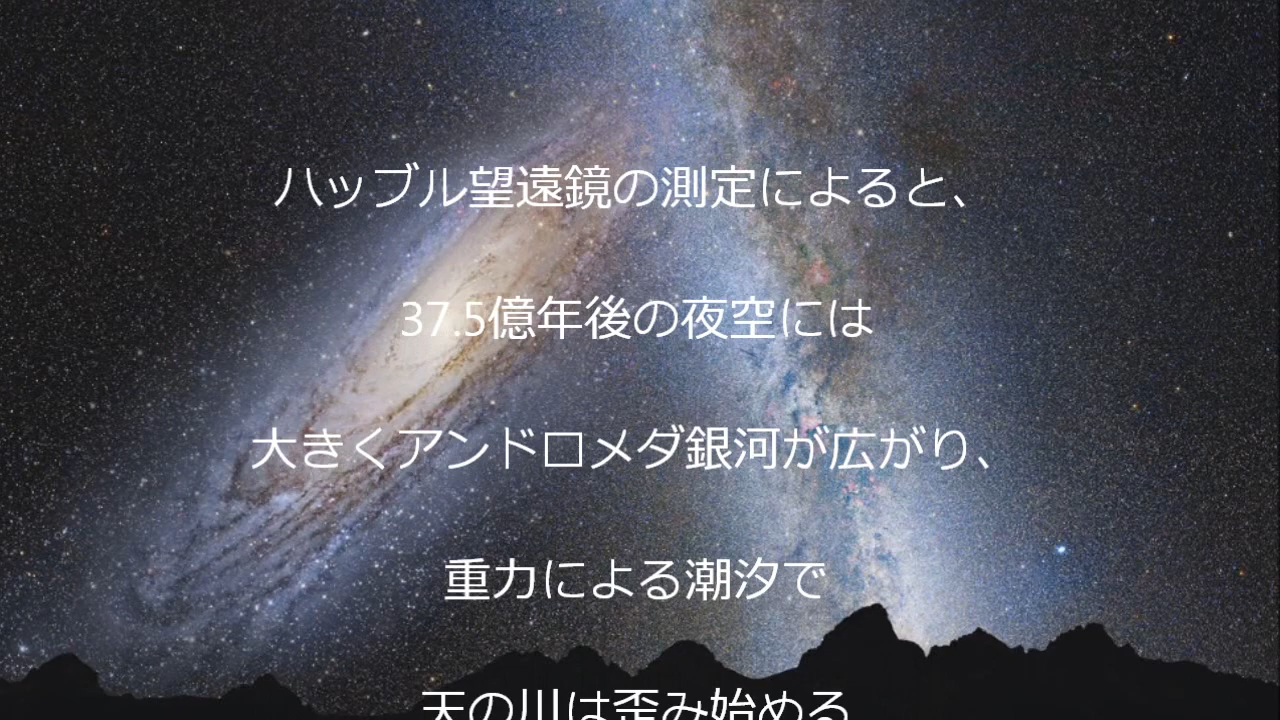 ハッブル望遠鏡の測定によると、
37.5億年後の夜空には
大きくアンドロメダ銀河が広がり、
重力による潮汐で
天の川は歪み始める